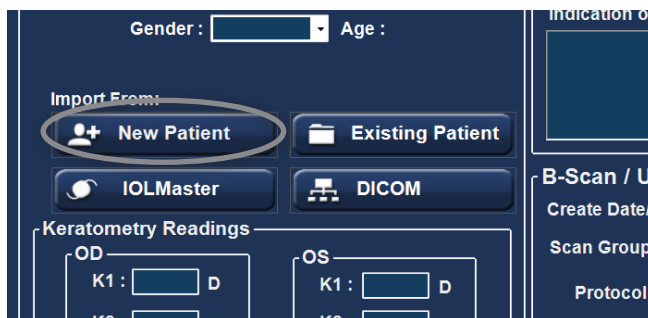 Gender : Age :
Indication o
Import From:
New Patient Existing Patient
IOLMaster DICOM
B-Scan / U
Create Date/
Keratometry Readings
Scan Group
OD OS
K1 : D K1 : D
Protocol